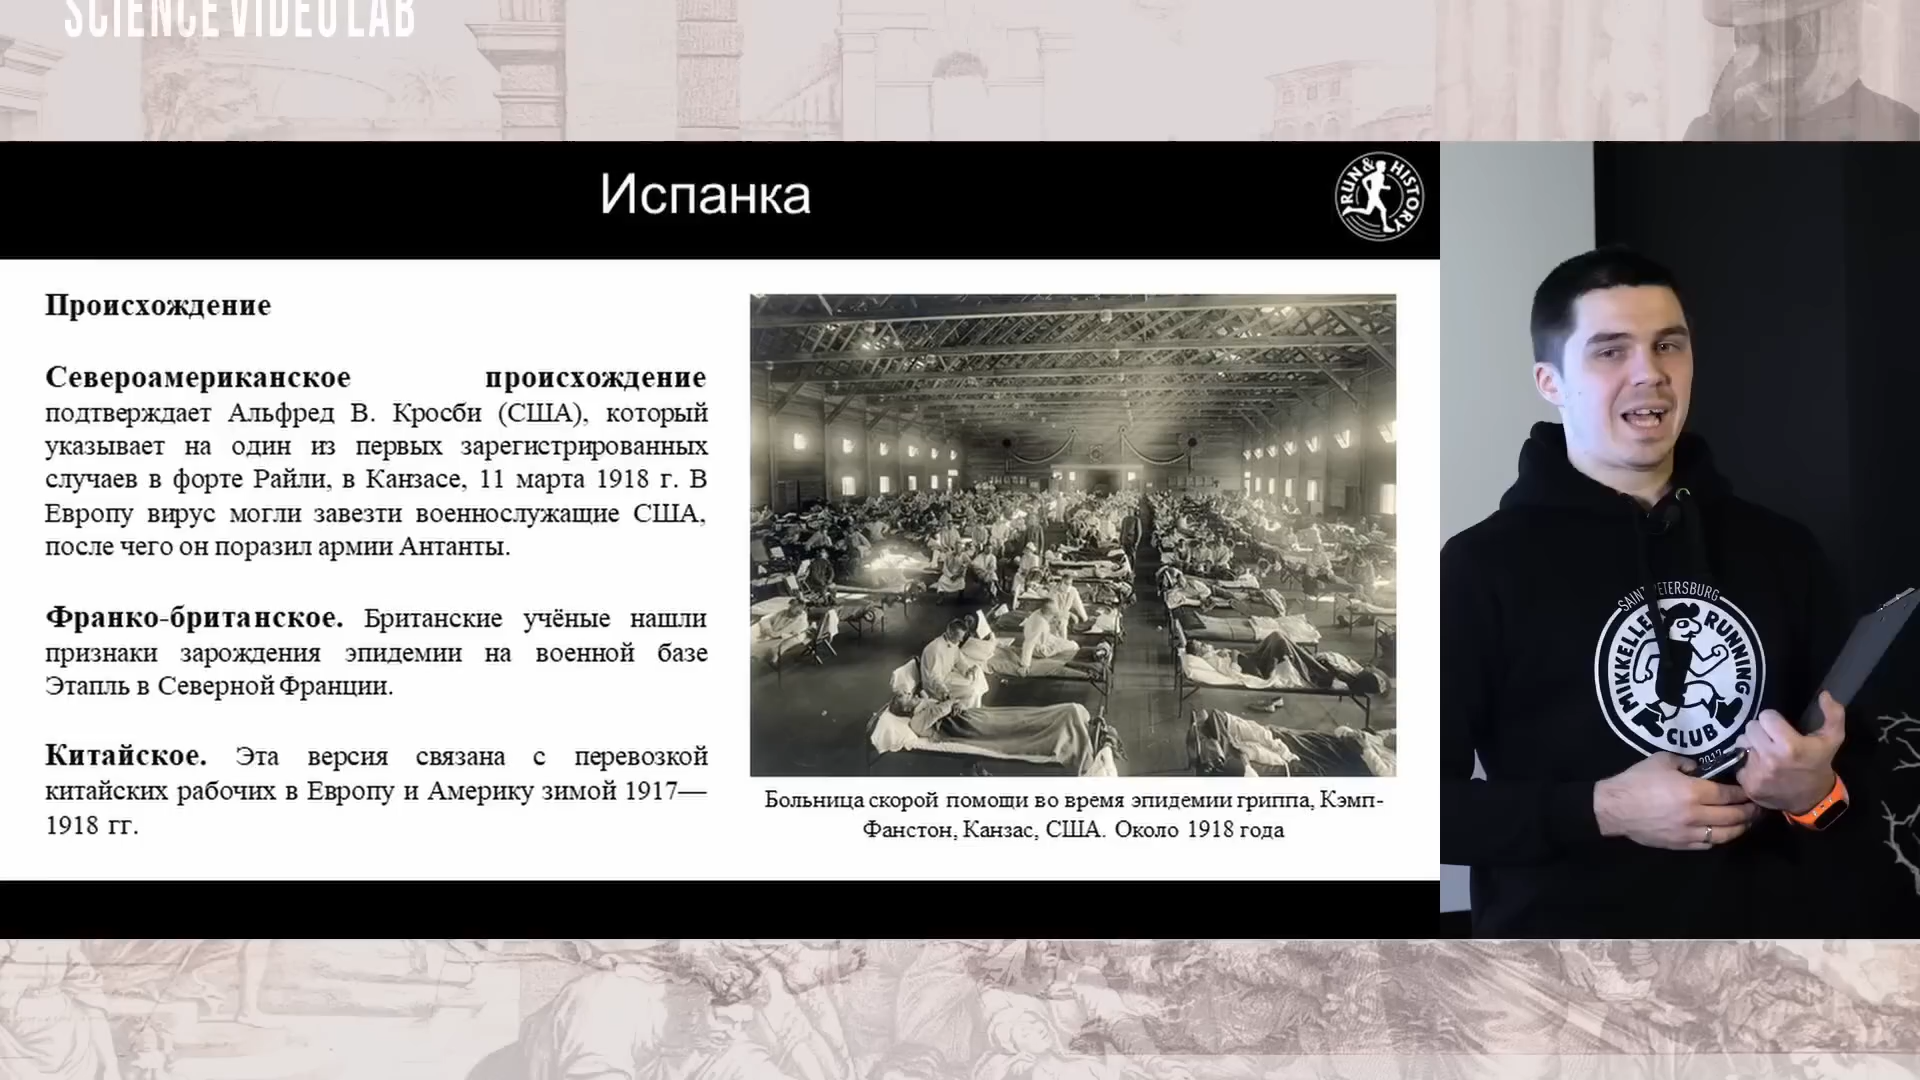 SCIENCE VIDEO LAB
Испанка
RUN & HISTORY
Происхождение
Североамериканское происхождение
подтверждает Альфред В. Кросби (США), который
указывает на один из первых зарегистрированных
случаев в форте Райли, в Канзасе, 11 марта 1918 г. В
Европу вирус могли завезти военнослужащие США,
после чего он поразил армии Антанты.
Франко-британское. Британские учёные нашли
признаки зарождения эпидемии на военной базе
Этапль в Северной Франции.
Китайское. Эта версия связана с перевозкой
китайских рабочих в Европу и Америку зимой 1917—
1918 гг.
Больница скорой помощи во время эпидемии гриппа, Кэмп-
Фанстон, Канзас, США. Около 1918 года
SAINT PETERSBURG
MIKKELLER RUNNING
CLUB
2017